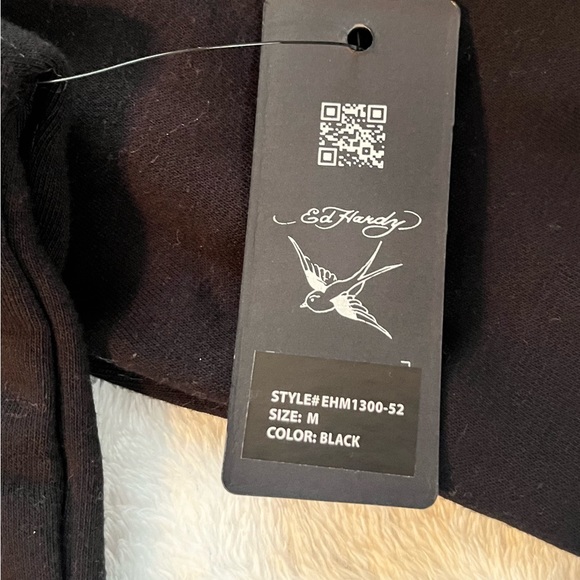 Ed Hardy
STYLE# EHM1300-52
SIZE: M
COLOR: BLACK